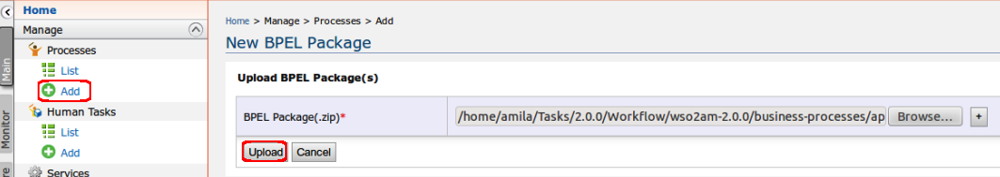 Home
Manage
Processes
List
Add
Human Tasks
List
Add
Services
Main
Monitor
Home > Manage > Processes > Add
New BPEL Package
Upload BPEL Package(s)
BPEL Package(.zip)* /home/amila/Tasks/2.0.0/Workflow/wso2am-2.0.0/business-processes/ap Browse... +
Upload Cancel